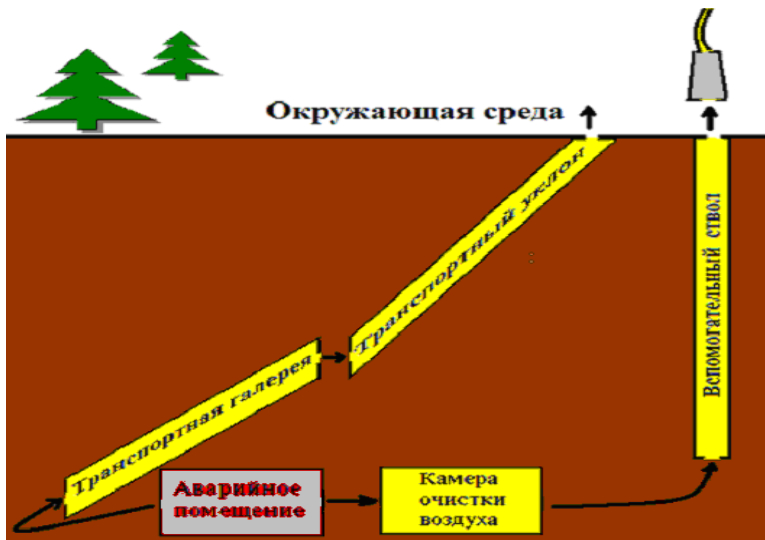 Окружающая среда
Транспортный уклон
Вспомогательный ствол
Транспортная галерея
Аварийное
помещение
Камера
очистки
воздуха